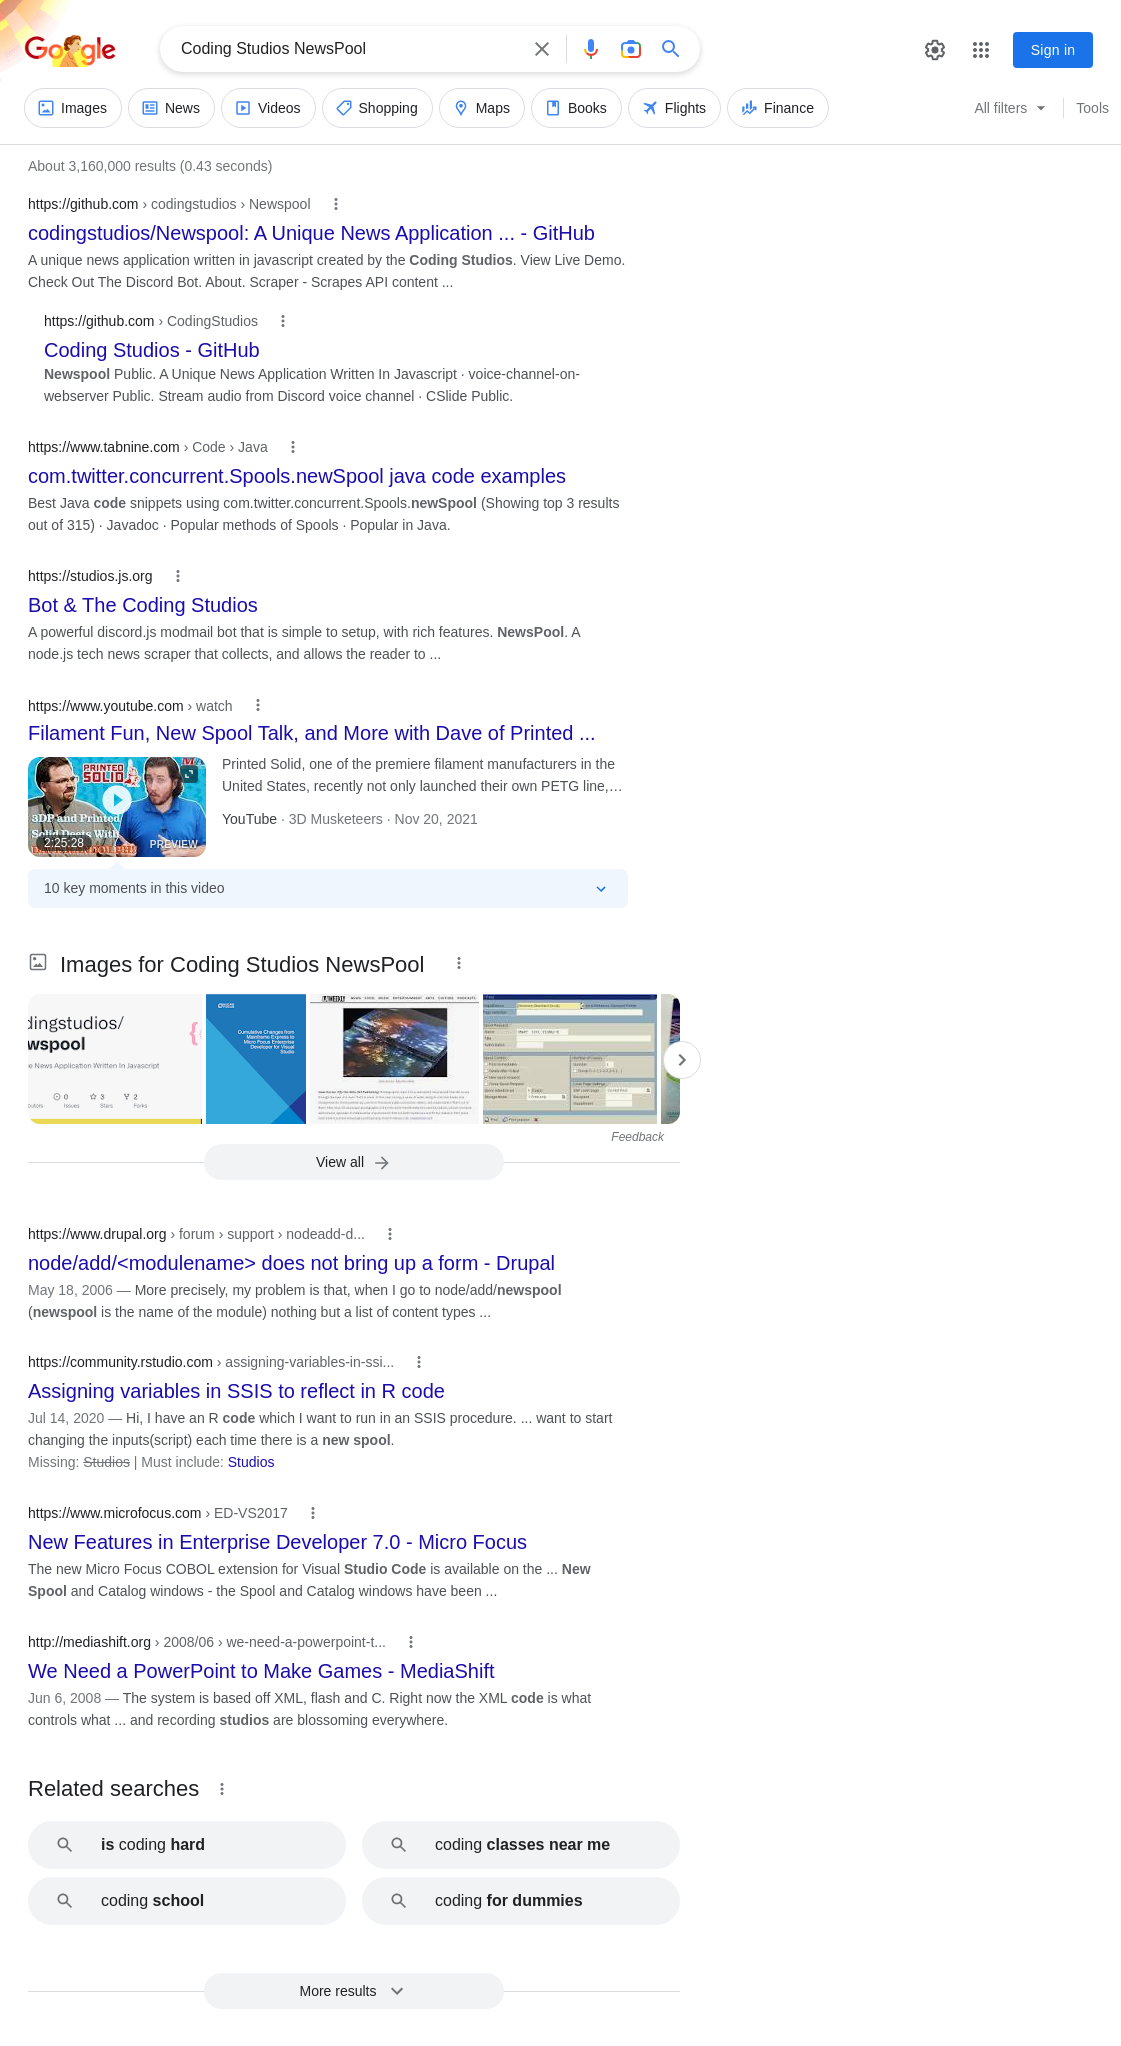 Google
Coding Studios NewsPool
Sign in
Images
News
Videos
Shopping
Maps
Books
Flights
Finance
All filters
Tools
About 3,160,000 results (0.43 seconds)
https://github.com › codingstudios › Newspool
codingstudios/Newspool: A Unique News Application ... - GitHub
A unique news application written in javascript created by the Coding Studios. View Live Demo.
Check Out The Discord Bot. About. Scraper - Scrapes API content ...
https://github.com › CodingStudios
Coding Studios - GitHub
Newspool Public. A Unique News Application Written In Javascript · voice-channel-on-
webserver Public. Stream audio from Discord voice channel · CSlide Public.
https://www.tabnine.com › Code › Java
com.twitter.concurrent.Spools.newSpool java code examples
Best Java code snippets using com.twitter.concurrent.Spools.newSpool (Showing top 3 results
out of 315) · Javadoc · Popular methods of Spools · Popular in Java.
https://studios.js.org
Bot & The Coding Studios
A powerful discord.js modmail bot that is simple to setup, with rich features. NewsPool. A
node.js tech news scraper that collects, and allows the reader to ...
https://www.youtube.com › watch
Filament Fun, New Spool Talk, and More with Dave of Printed ...
PRINTED
SOLID
3DP and Printed
Solid Deets With
2:25:28
PREVIEW
Printed Solid, one of the premiere filament manufacturers in the
United States, recently not only launched their own PETG line,…
YouTube · 3D Musketeers · Nov 20, 2021
10 key moments in this video
Images for Coding Studios NewsPool
dingstudios/
wspool
e News Application Written In Javascript
0
3
2
Issues
Stars
Forks
Cumulative Changes from
Mainframe Express to
Micro Focus Enterprise
Developer for Visual
Studio
Feedback
View all
https://www.drupal.org › forum › support › nodeadd-d...
node/add/<modulename> does not bring up a form - Drupal
May 18, 2006 — More precisely, my problem is that, when I go to node/add/newspool
(newspool is the name of the module) nothing but a list of content types ...
https://community.rstudio.com › assigning-variables-in-ssi...
Assigning variables in SSIS to reflect in R code
Jul 14, 2020 — Hi, I have an R code which I want to run in an SSIS procedure. ... want to start
changing the inputs(script) each time there is a new spool.
Missing: Studios | Must include: Studios
https://www.microfocus.com › ED-VS2017
New Features in Enterprise Developer 7.0 - Micro Focus
The new Micro Focus COBOL extension for Visual Studio Code is available on the ... New
Spool and Catalog windows - the Spool and Catalog windows have been ...
http://mediashift.org › 2008/06 › we-need-a-powerpoint-t...
We Need a PowerPoint to Make Games - MediaShift
Jun 6, 2008 — The system is based off XML, flash and C. Right now the XML code is what
controls what ... and recording studios are blossoming everywhere.
Related searches
is coding hard
coding classes near me
coding school
coding for dummies
More results